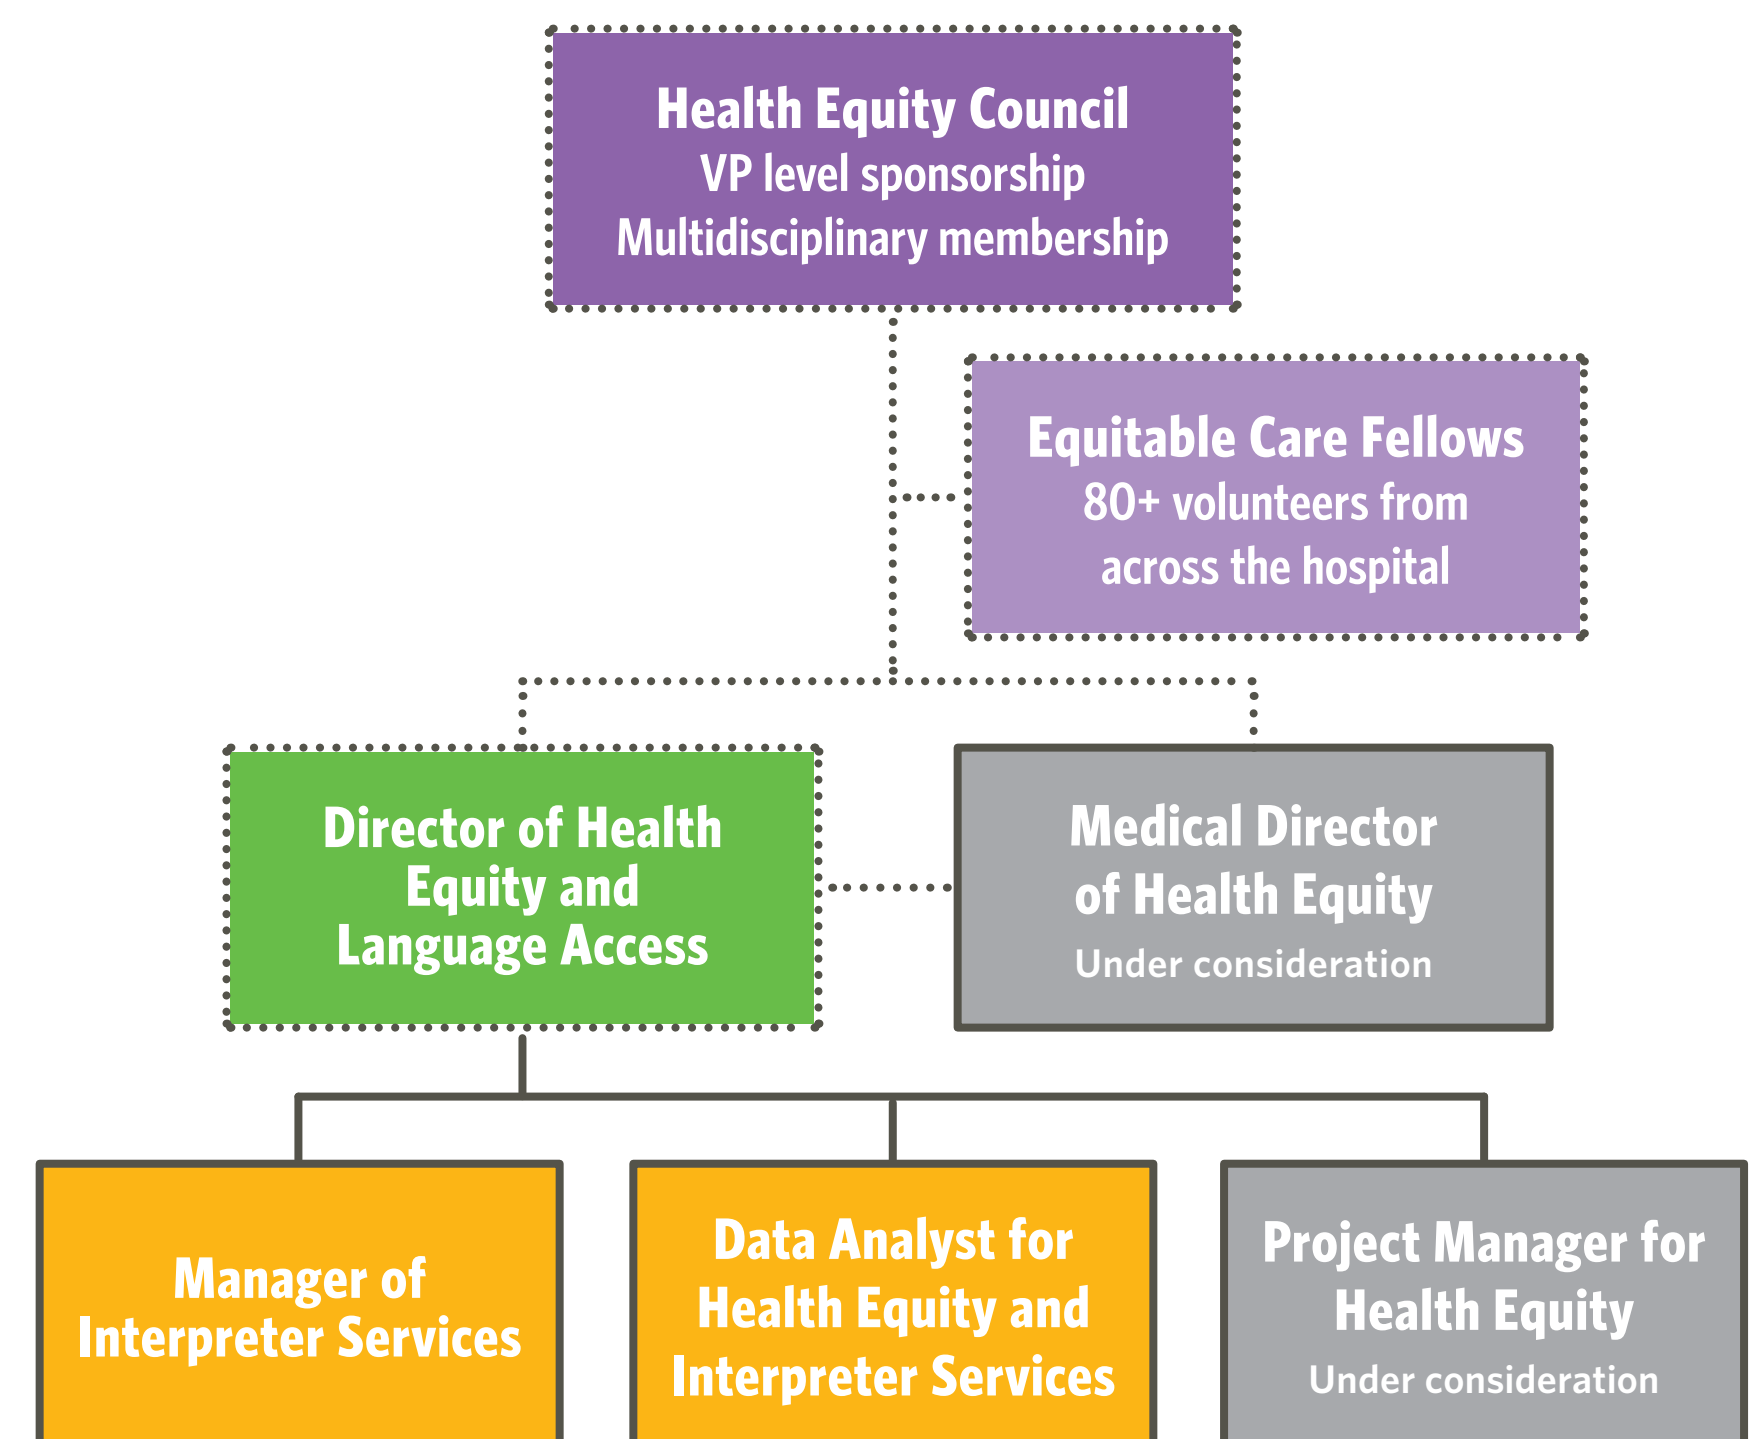 Health Equity Council
VP level sponsorship
Multidisciplinary membership
Equitable Care Fellows
80+ volunteers from
across the hospital
Director of Health
Equity and
Language Access
Medical Director
of Health Equity
Under consideration
Manager of
Interpreter Services
Data Analyst for
Health Equity and
Interpreter Services
Project Manager for
Health Equity
Under consideration